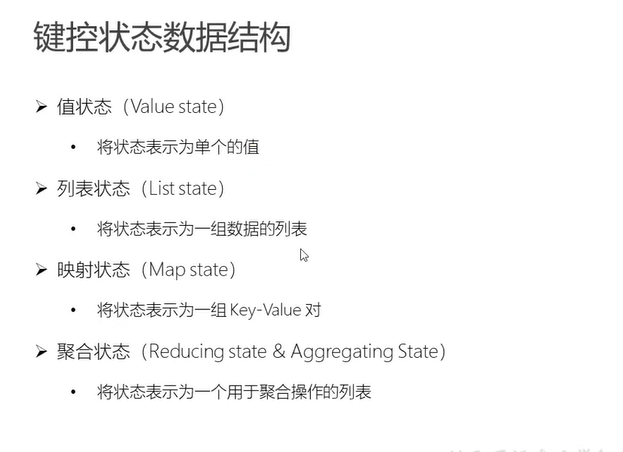 键控状态数据结构
➢ 值状态（Value state）
• 将状态表示为单个的值
➢ 列表状态（List state）
• 将状态表示为一组数据的列表
➢ 映射状态（Map state）
• 将状态表示为一组 Key-Value 对
➢ 聚合状态（Reducing state & Aggregating State）
• 将状态表示为一个用于聚合操作的列表